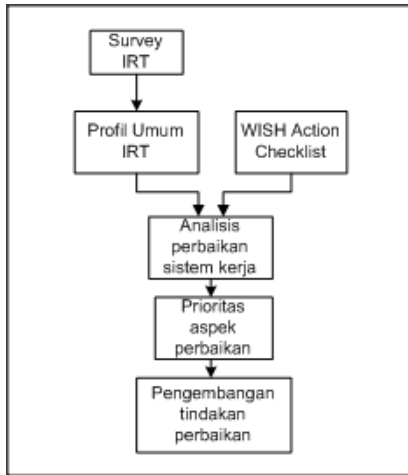 Survey
IRT
Profil Umum
IRT
WISH Action
Checklist
Analisis
perbaikan
sistem kerja
Prioritas
aspek
perbaikan
Pengembangan
tindakan
perbaikan